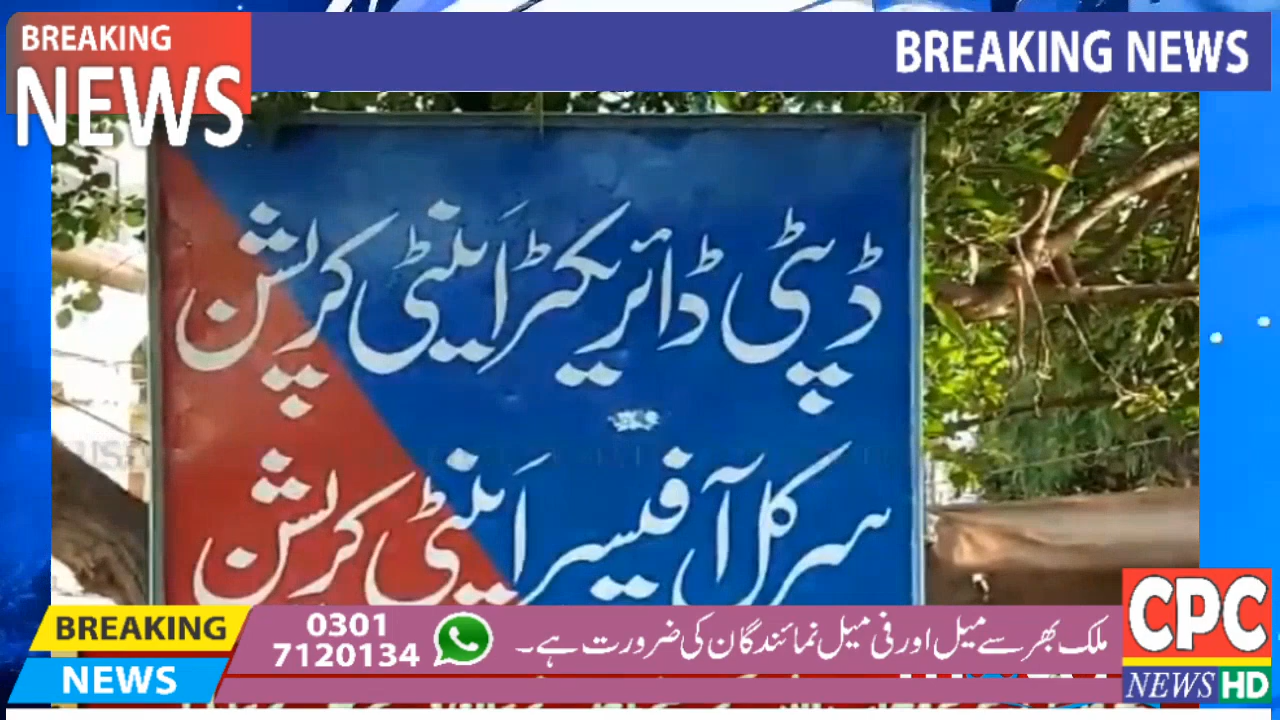 BREAKING
NEWS
BREAKING NEWS
ڈپٹی ڈائریکٹر اینٹی کرپشن
سرکل آفیسر اینٹی کرپشن
BREAKING
NEWS
0301
7120134
ملک بھر سے میل اور فی میل نمائندگان کی ضرورت ہے۔
CPC
NEWS HD